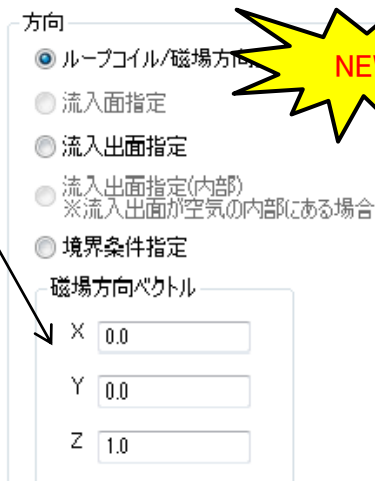 方向
ループコイル/磁場方向
NEW
流入面指定
流入出面指定
流入出面指定(内部)
※流入出面が空気の内部にある場合
境界条件指定
磁場方向ベクトル
X 0.0
Y 0.0
Z 1.0